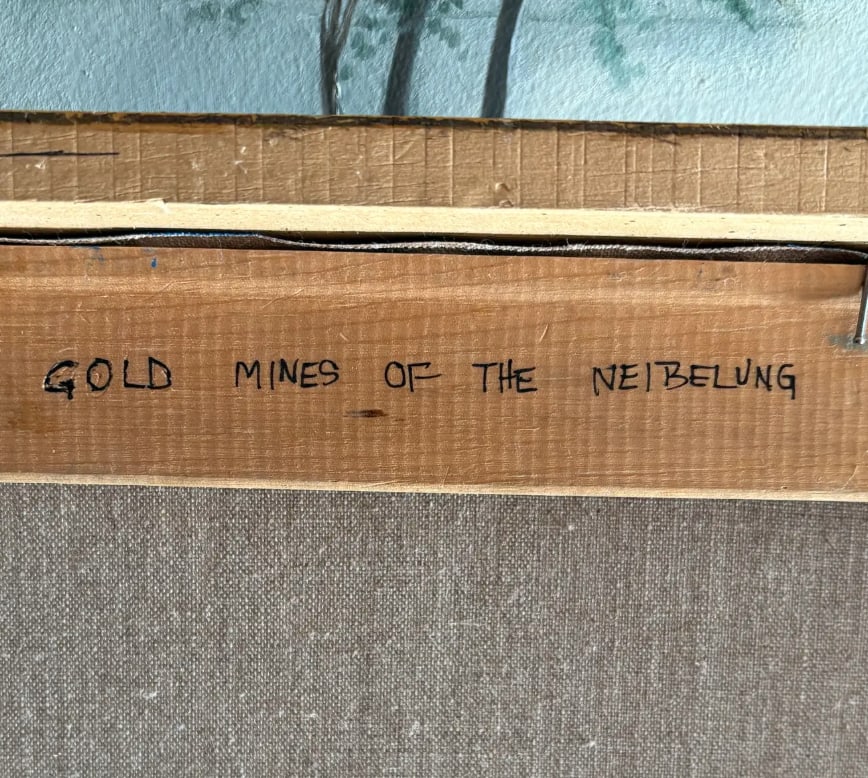 GOLD MINES OF THE NEIBELUNG